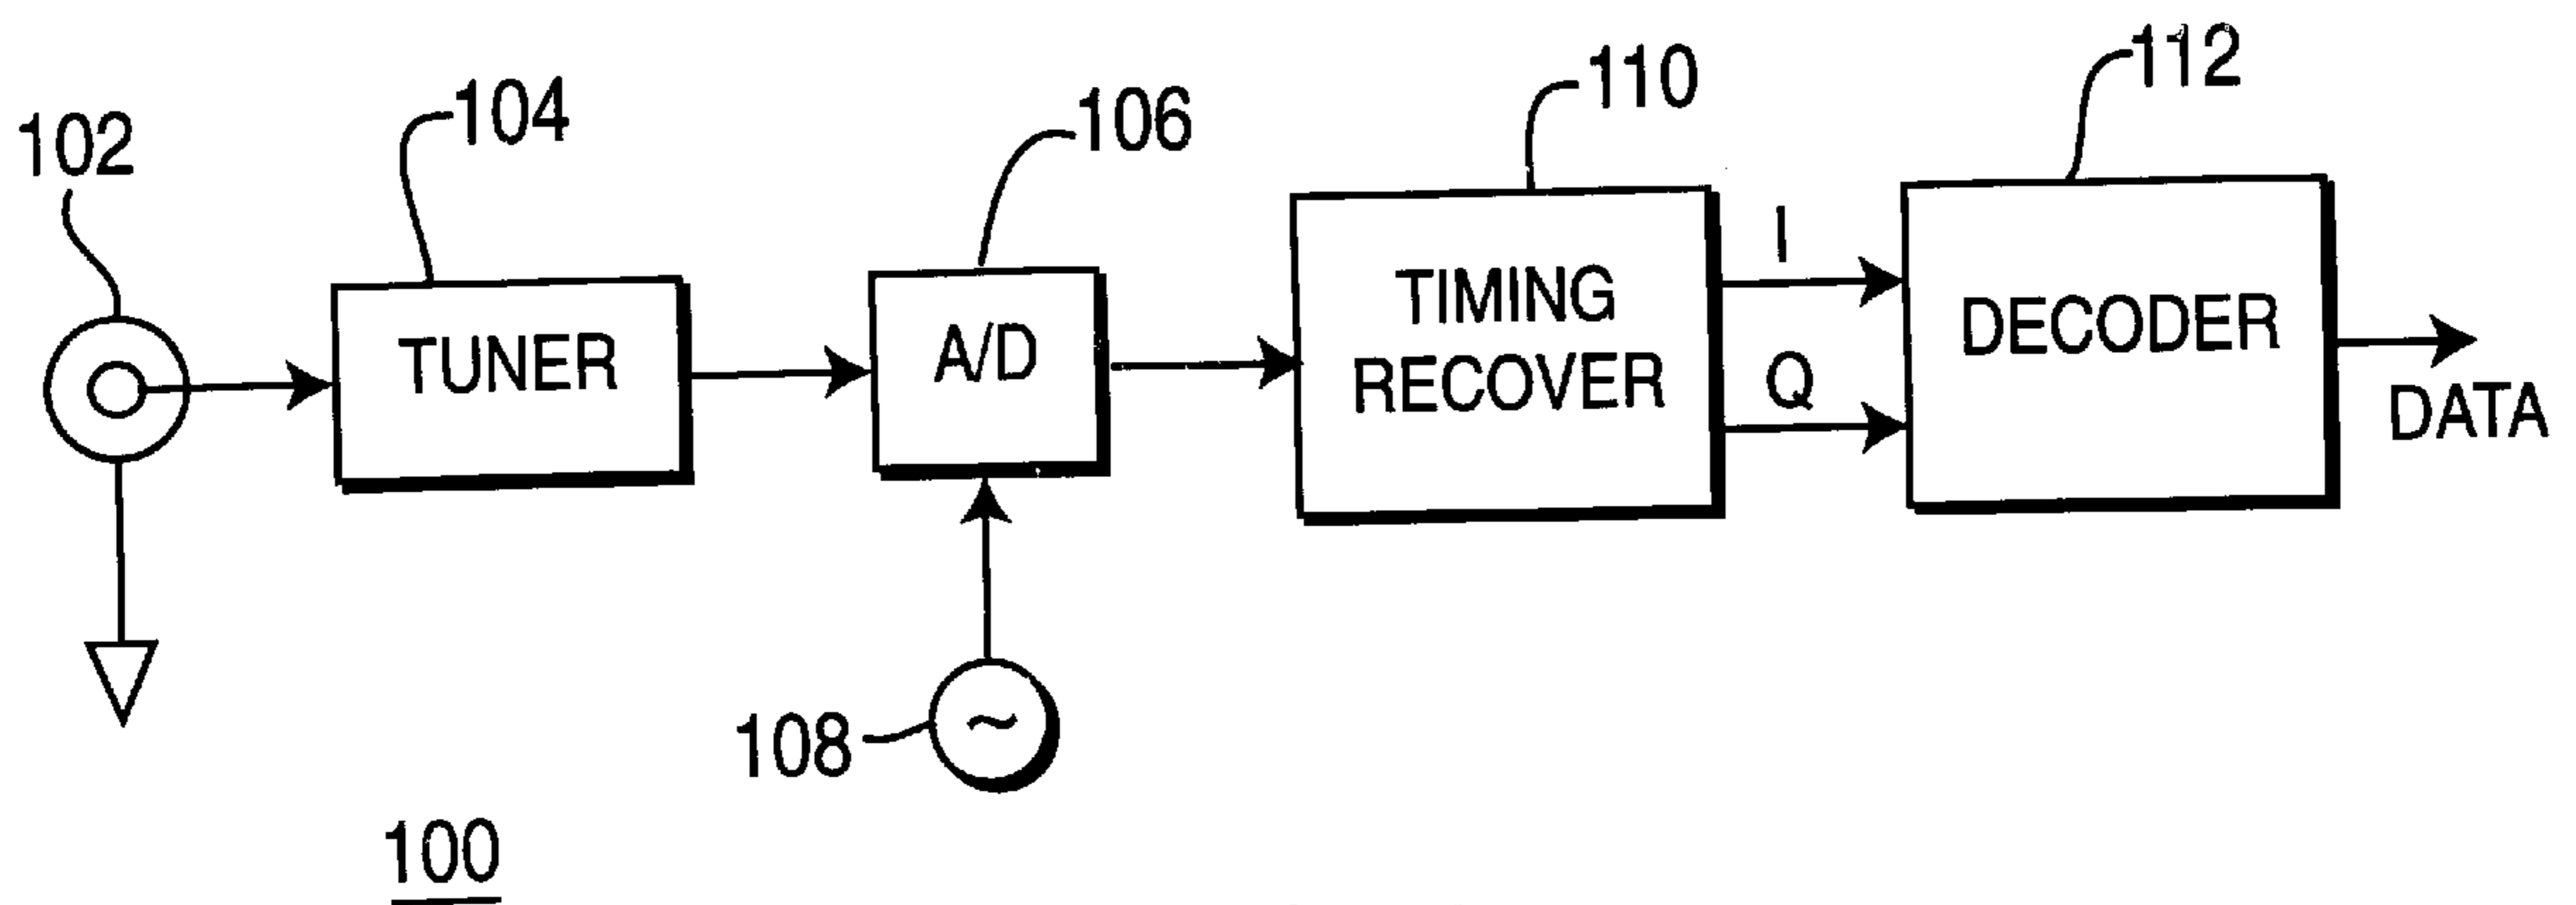 102
104
106
110
112
TUNER
A/D
TIMING
RECOVER
I
Q
DECODER
DATA
108
~
100